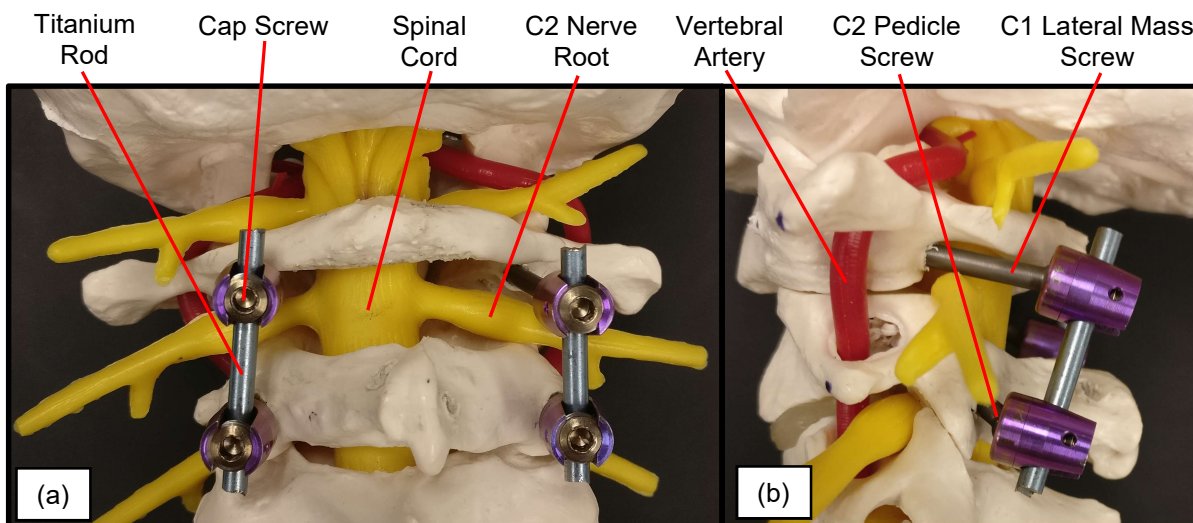 Titanium
Rod
Cap Screw
Spinal
Cord
C2 Nerve
Root
Vertebral
Artery
C2 Pedicle
Screw
C1 Lateral Mass
Screw
(a)
(b)